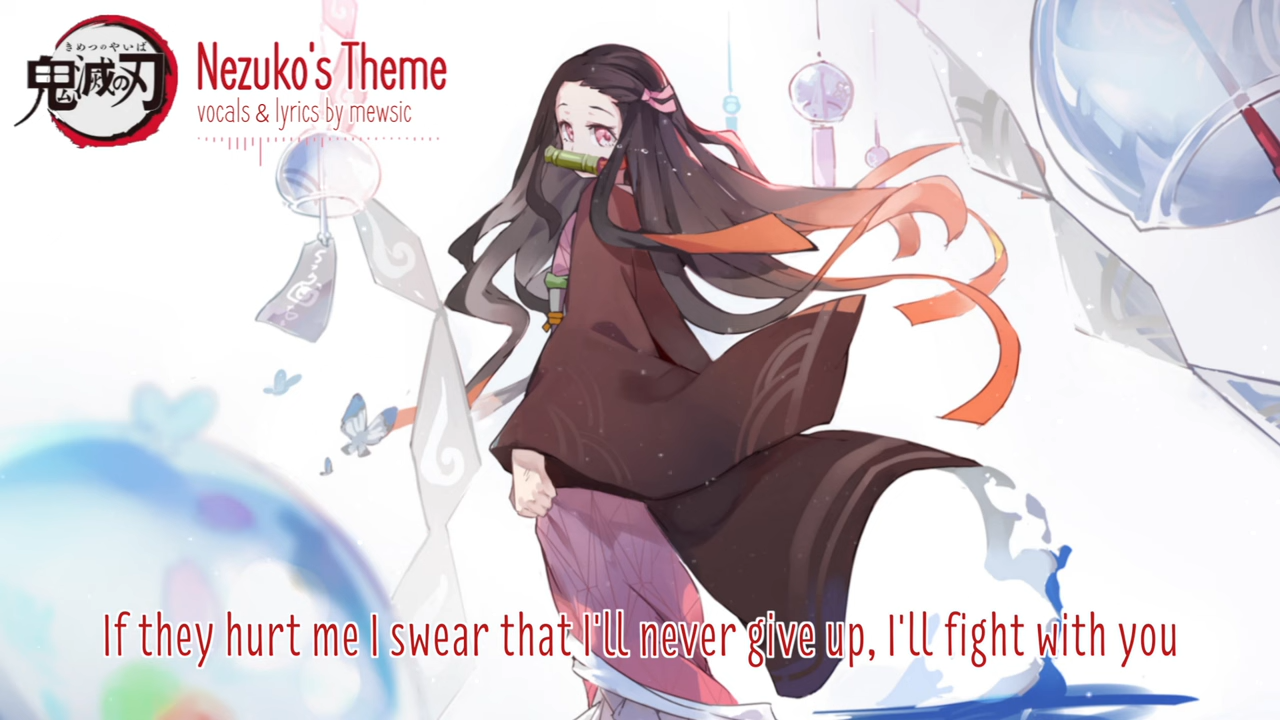 きめつのやいば
鬼滅の刃
Nezuko's Theme
vocals & lyrics by mewsic
If they hurt me I swear that I'll never give up, I'll fight with you